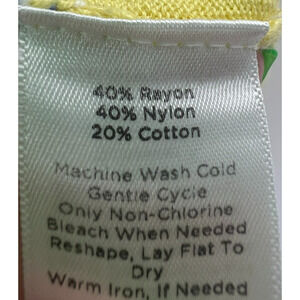 40% Rayon
40% Nylon
20% Cotton
Machine Wash Cold
Gentle Cycle
Only Non-Chlorine
Bleach When Needed
Reshape, Lay Flat To
Dry
Warm Iron, If Needed